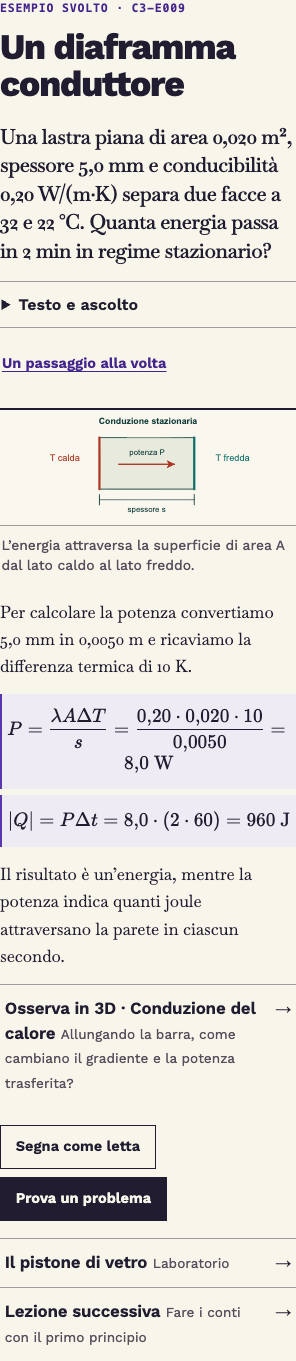 ESEMPIO SVOLTO · C3-E009
Un diaframma
conduttore
Una lastra piana di area 0,020 m²,
spessore 5,0 mm e conducibilità
0,20 W/(m·K) separa due facce a
32 e 22 °C. Quanta energia passa
in 2 min in regime stazionario?
▶ Testo e ascolto
Un passaggio alla volta
Conduzione stazionaria
T calda
potenza P
T fredda
spessore s
L’energia attraversa la superficie di area A
dal lato caldo al lato freddo.
Per calcolare la potenza convertiamo
5,0 mm in 0,0050 m e ricaviamo la
differenza termica di 10 K.
P = λAΔT / s = 0,20 · 0,020 · 10 / 0,0050 =
8,0 W
|Q| = PΔt = 8,0 · (2 · 60) = 960 J
Il risultato è un’energia, mentre la
potenza indica quanti joule
attraversano la parete in ciascun
secondo.
Osserva in 3D · Conduzione del →
calore Allungando la barra, come
cambiano il gradiente e la potenza
trasferita?
Segna come letta
Prova un problema
Il pistone di vetro Laboratorio →
Lezione successiva Fare i conti →
con il primo principio